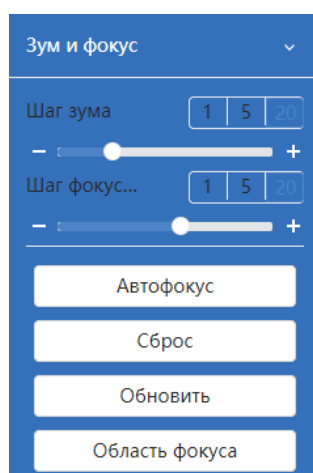 Зум и фокус
Шаг зума 1 5 20
− +
Шаг фокус... 1 5 20
− +
Автофокус
Сброс
Обновить
Область фокуса